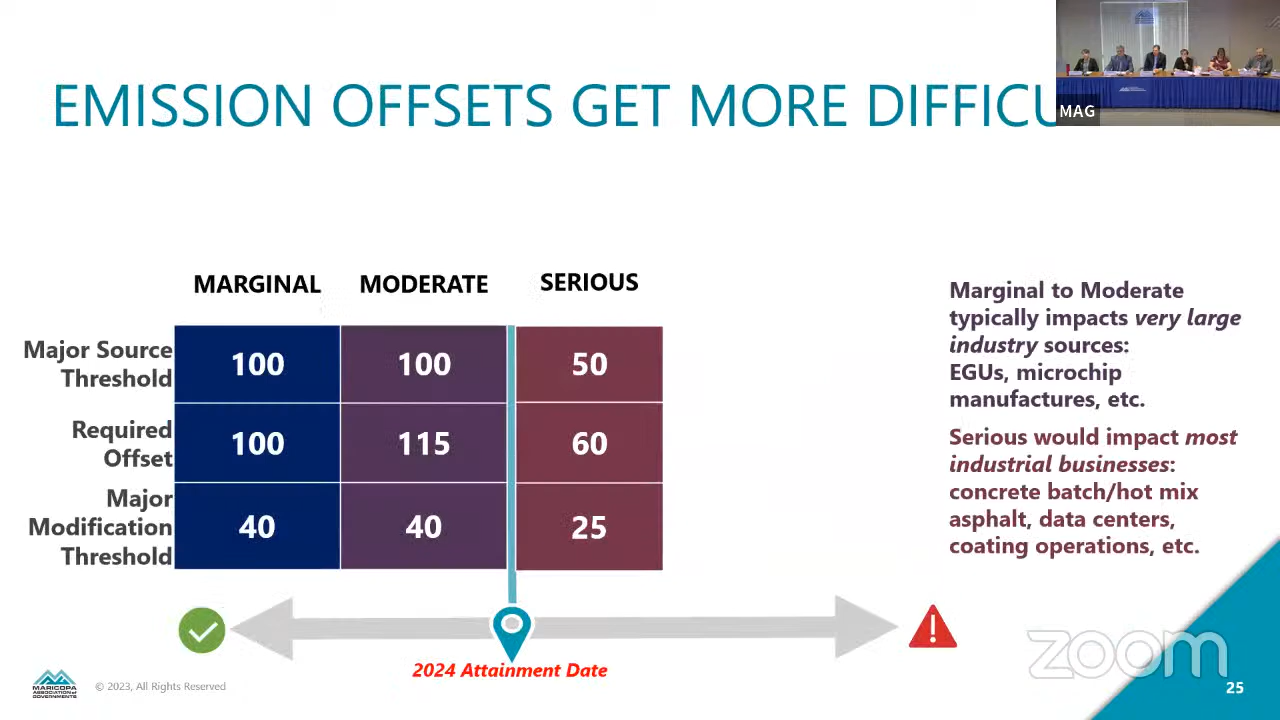 EMISSION OFFSETS GET MORE DIFFICU
MAG
MARGINAL MODERATE SERIOUS
Major Source
Threshold
100 100 50
Required
Offset
100 115 60
Major
Modification
Threshold
40 40 25
Marginal to Moderate
typically impacts very large
industry sources:
EGUs, microchip
manufactures, etc.
Serious would impact most
industrial businesses:
concrete batch/hot mix
asphalt, data centers,
coating operations, etc.
2024 Attainment Date
MARICOPA
ASSOCIATION of
GOVERNMENTS
© 2023, All Rights Reserved
zoom
25